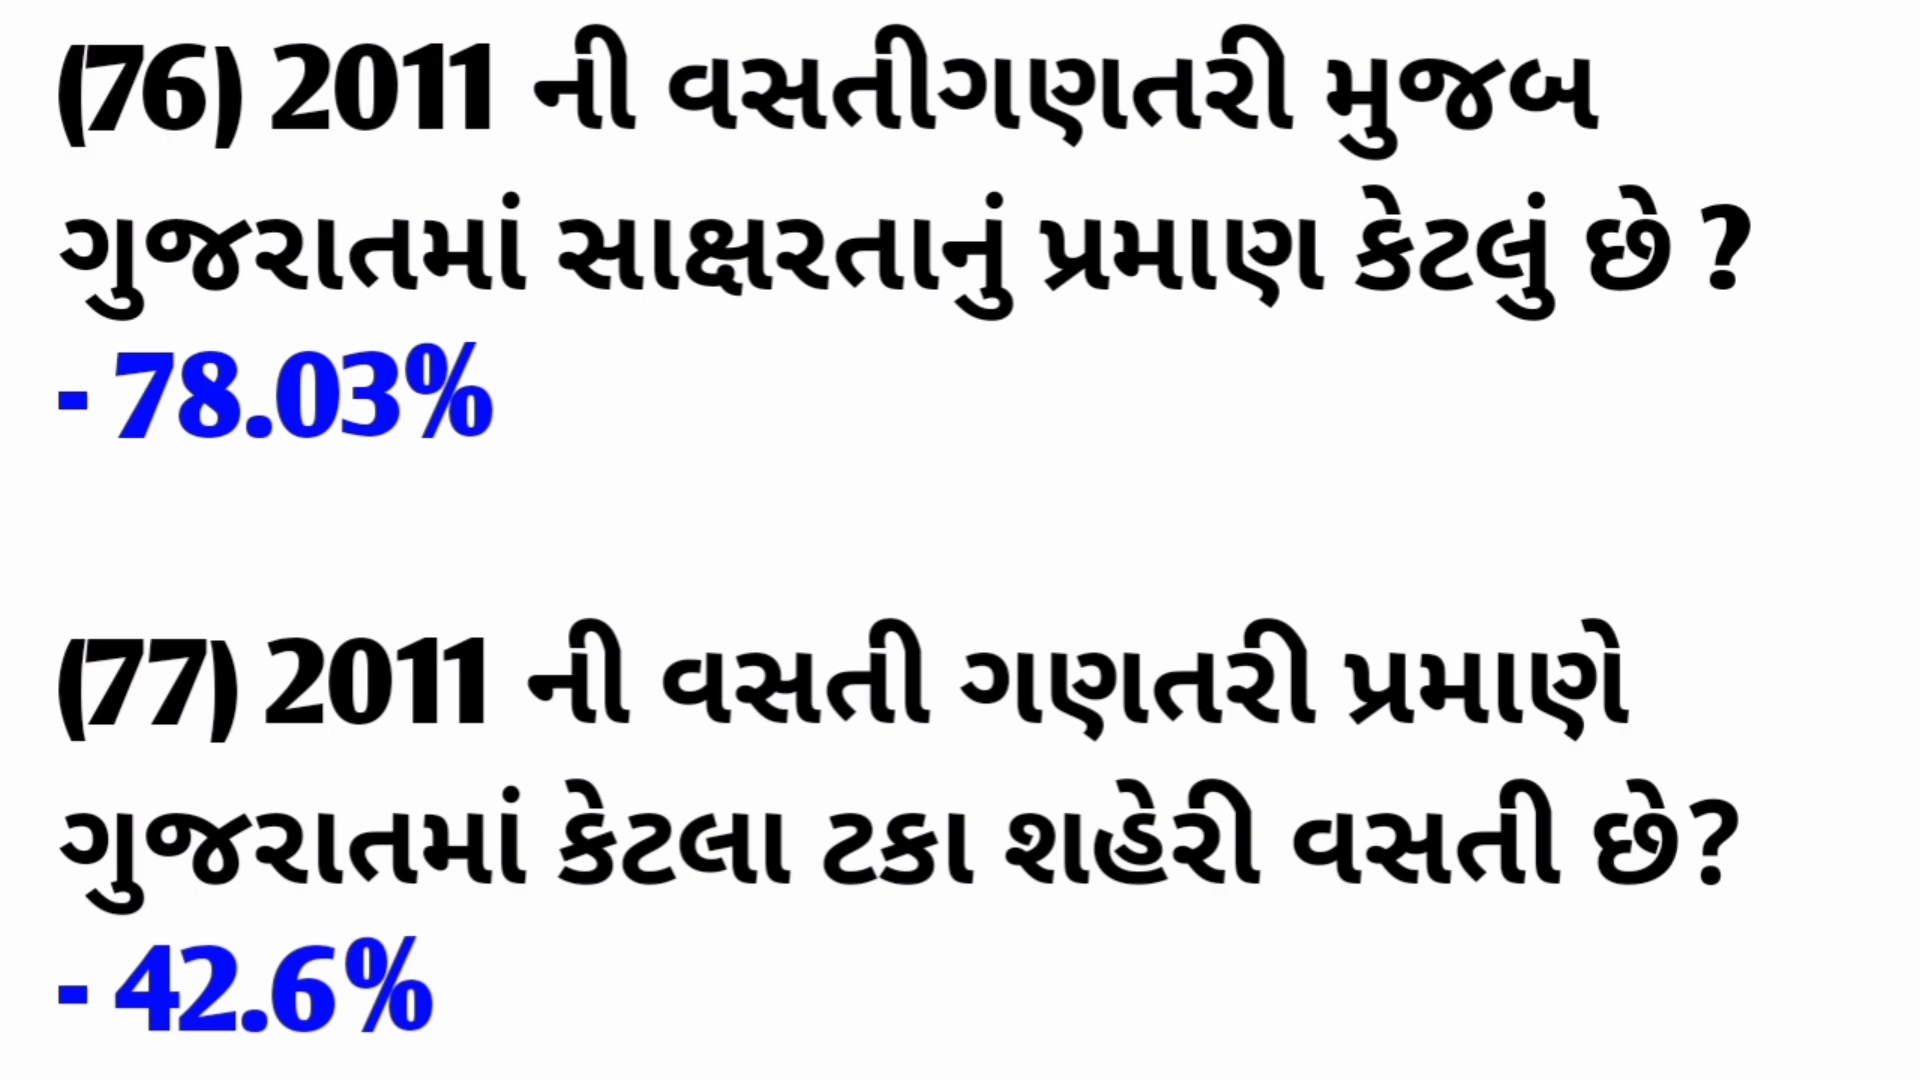 (76) 2011 ની વસતીગણતરી મુજબ
ગુજરાતમાં સાક્ષરતાનું પ્રમાણ કેટલું છે ?
- 78.03%
(77) 2011 ની વસતી ગણતરી પ્રમાણે
ગુજરાતમાં કેટલા ટકા શહેરી વસતી છે?
- 42.6%